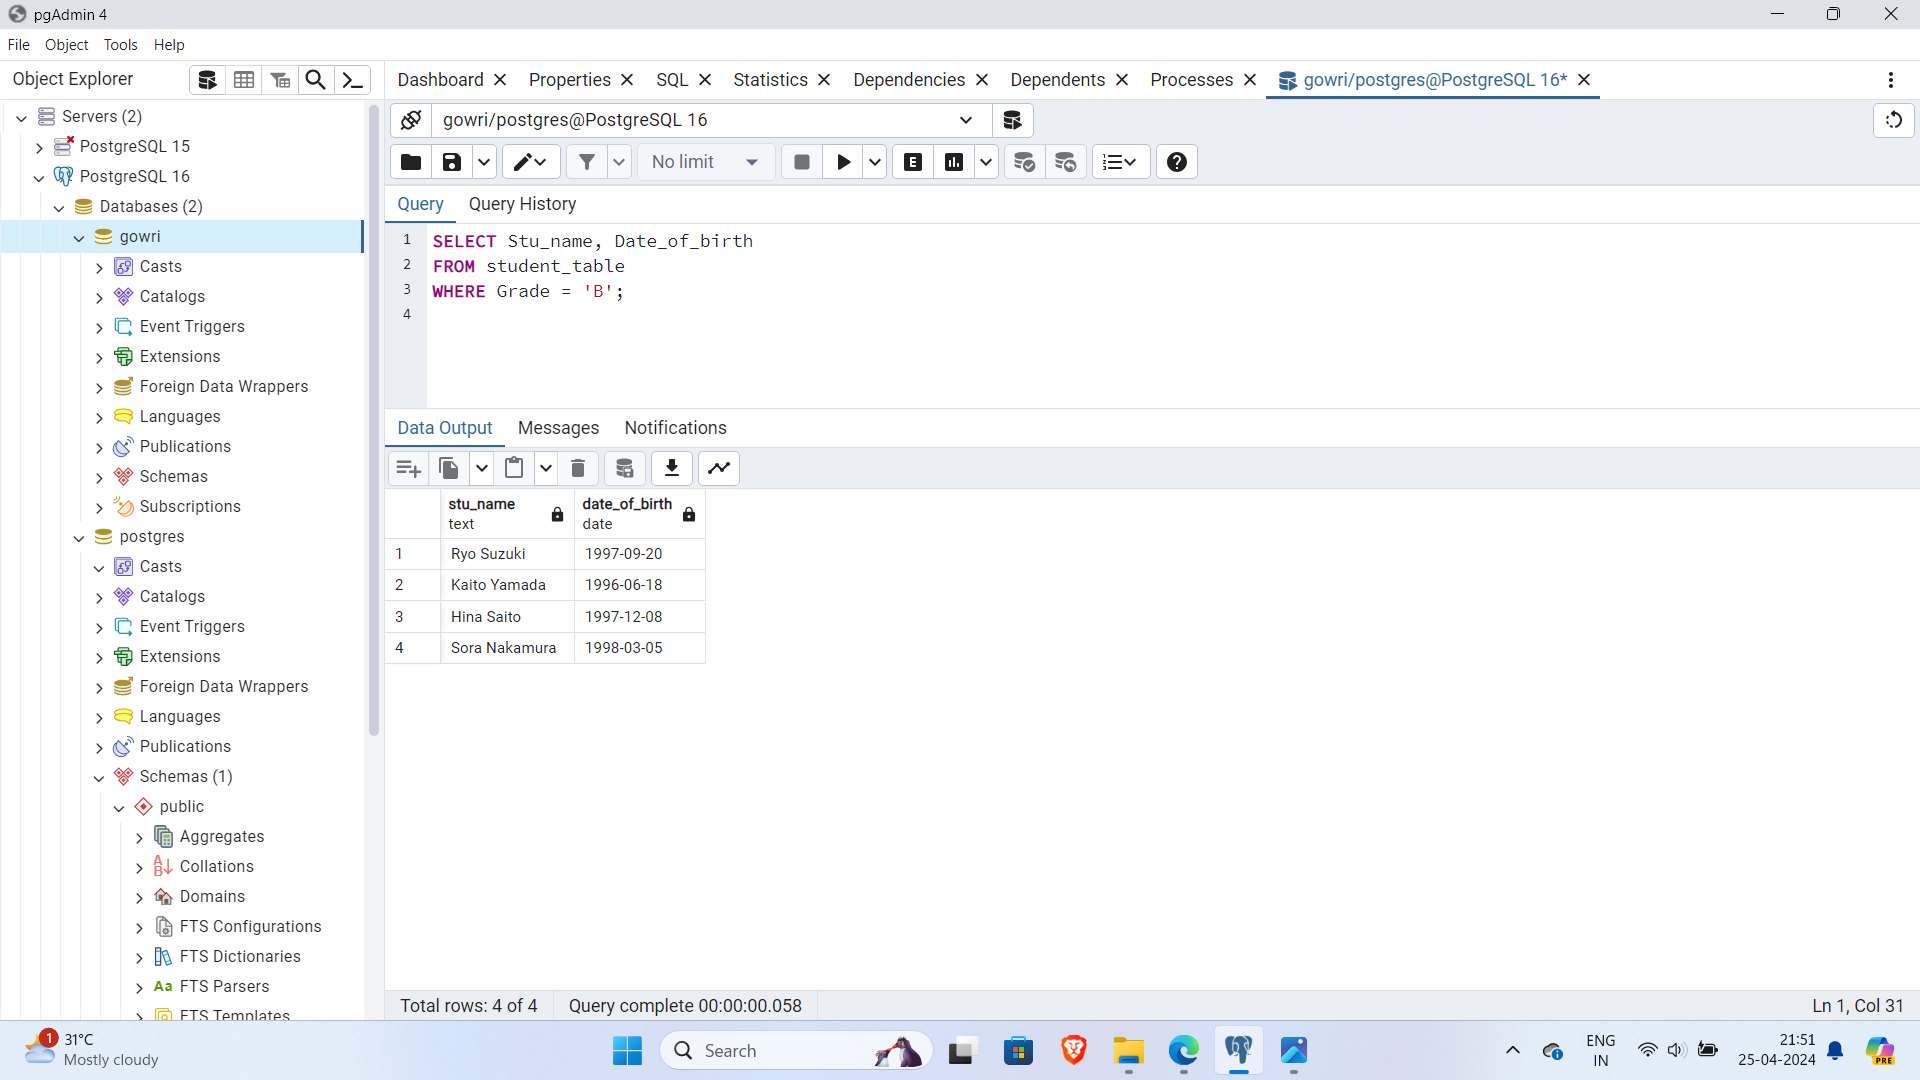 pgAdmin 4
File Object Tools Help
Object Explorer
Dashboard Properties SQL Statistics Dependencies Dependents Processes gowri/postgres@PostgreSQL 16*
Servers (2)
PostgreSQL 15
PostgreSQL 16
Databases (2)
gowri
Casts
Catalogs
Event Triggers
Extensions
Foreign Data Wrappers
Languages
Publications
Schemas
Subscriptions
postgres
Casts
Catalogs
Event Triggers
Extensions
Foreign Data Wrappers
Languages
Publications
Schemas (1)
public
Aggregates
Collations
Domains
FTS Configurations
FTS Dictionaries
Aa FTS Parsers
FTS Templates
gowri/postgres@PostgreSQL 16
No limit
E
Query Query History
1 SELECT Stu_name, Date_of_birth
2 FROM student_table
3 WHERE Grade = 'B';
4
Data Output Messages Notifications
stu_name date_of_birth
text date
1 Ryo Suzuki 1997-09-20
2 Kaito Yamada 1996-06-18
3 Hina Saito 1997-12-08
4 Sora Nakamura 1998-03-05
Total rows: 4 of 4 Query complete 00:00:00.058 Ln 1, Col 31
1 31°C
Mostly cloudy
Search
ENG
IN
21:51
25-04-2024
PRE